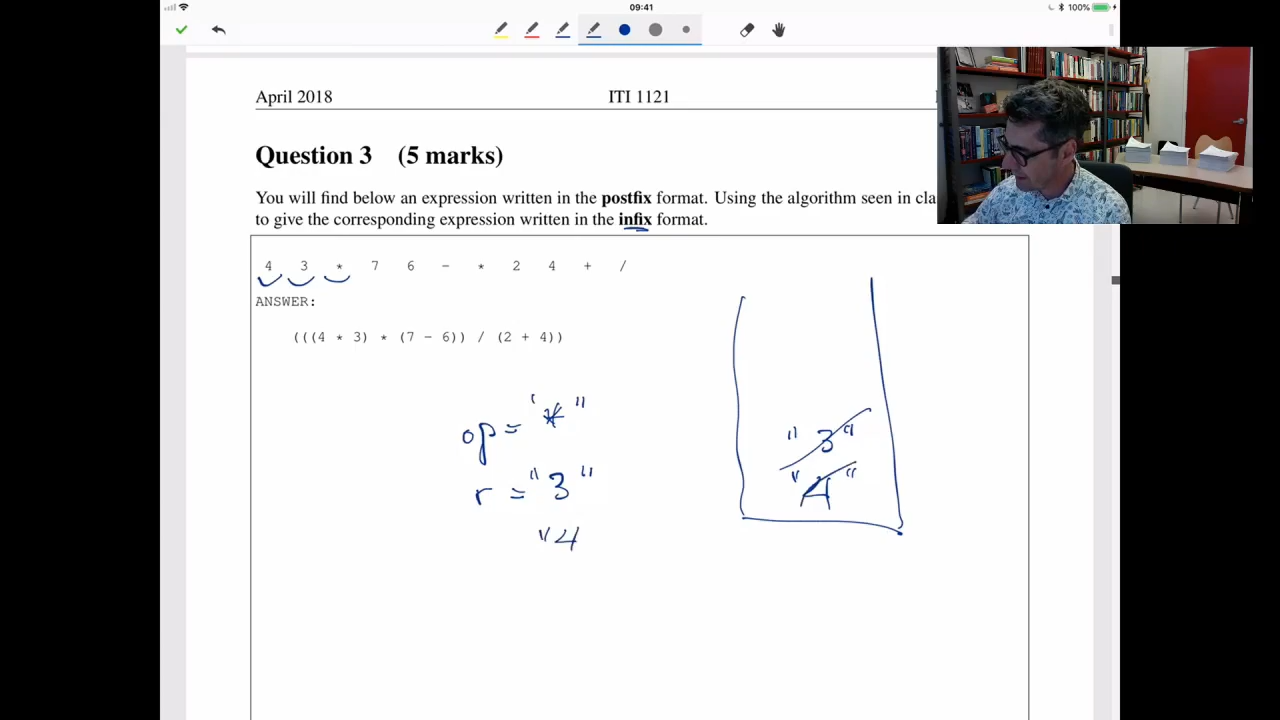 09:41
100%
April 2018 ITI 1121
Question 3 (5 marks)
You will find below an expression written in the postfix format. Using the algorithm seen in
to give the corresponding expression written in the infix format.
4 3 * 7 6 - * 2 4 + /
ANSWER:
(((4 * 3) * (7 - 6)) / (2 + 4))
op = "*"
r = "3"
"4
"3"
"4"